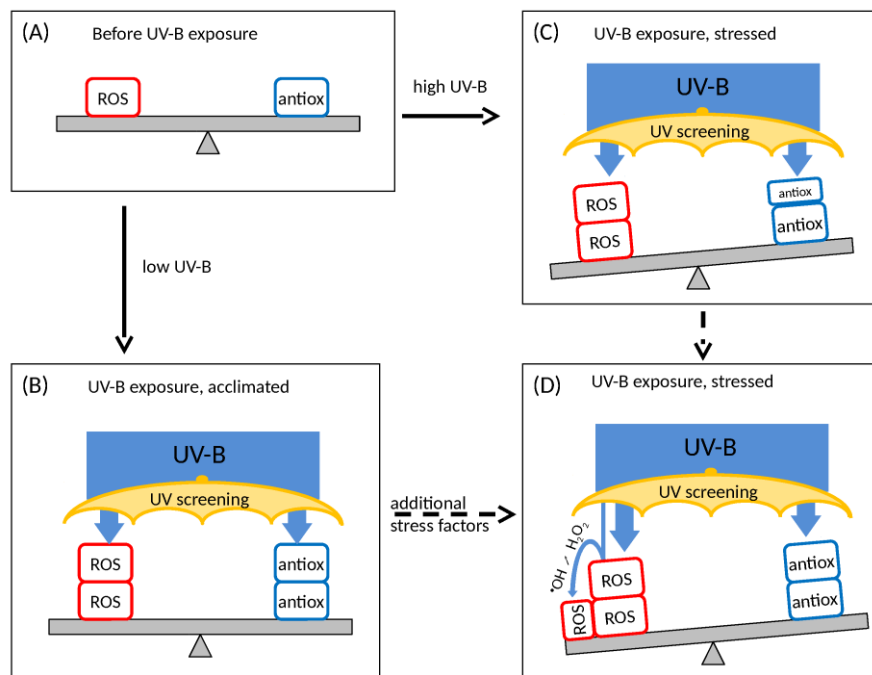 (A)
Before UV-B exposure
ROS
antiox
high UV-B
low UV-B
(C)
UV-B exposure, stressed
UV-B
UV screening
ROS
ROS
antiox
antiox
(B)
UV-B exposure, acclimated
UV-B
UV screening
ROS
ROS
antiox
antiox
additional
stress factors
(D)
UV-B exposure, stressed
UV-B
UV screening
•OH ⟋ H₂O₂
ROS
ROS
ROS
antiox
antiox